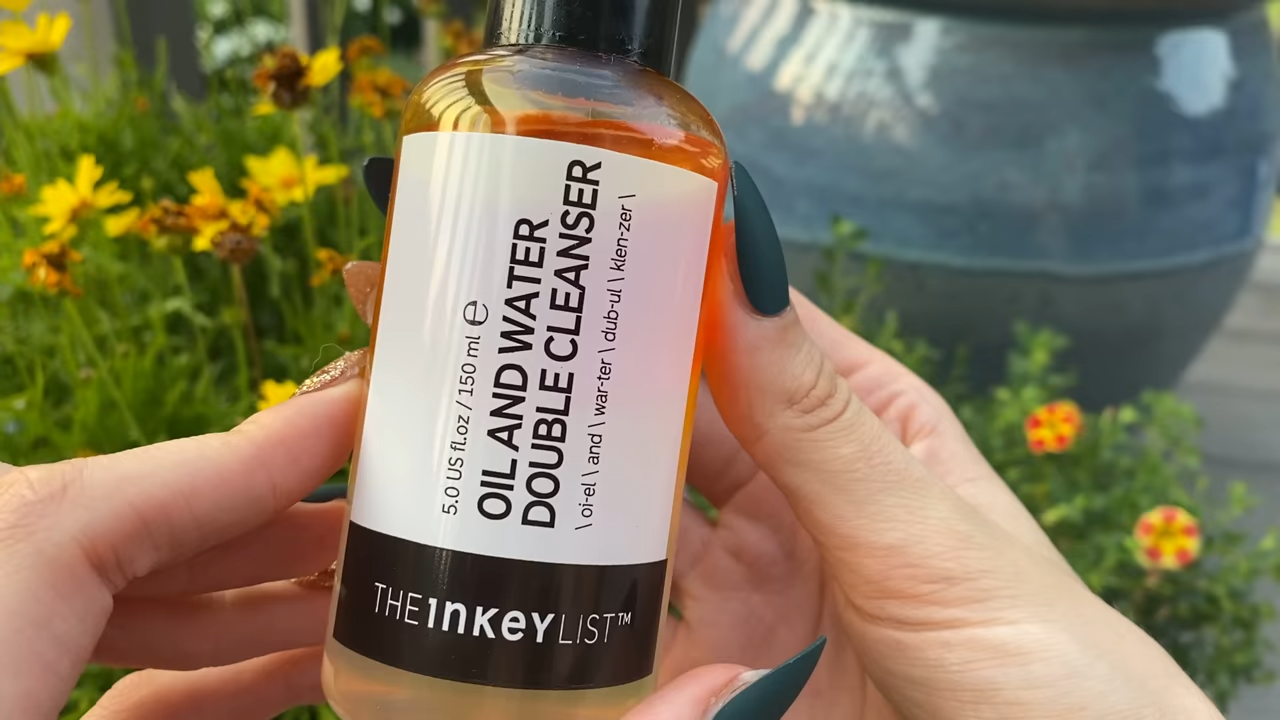 5.0 US fl.oz / 150 ml ℮
OIL AND WATER
DOUBLE CLEANSER
\ oi-el \ and \ war-ter \ dub-ul \ klen-zer \
THE INKEY LIST™